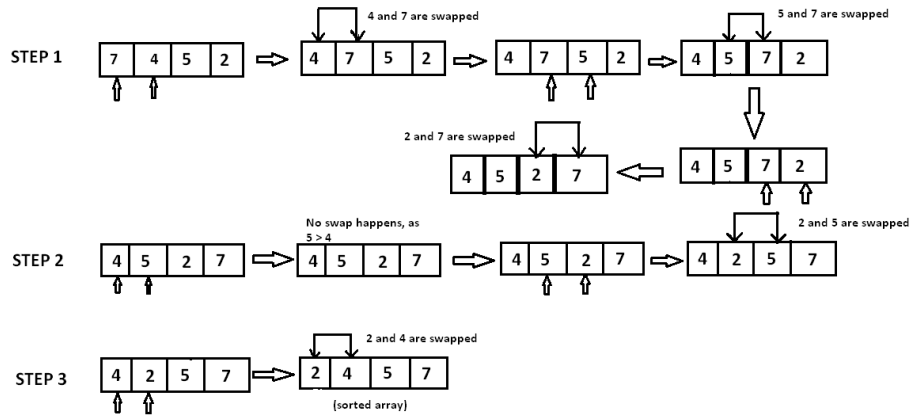 4 and 7 are swapped
5 and 7 are swapped
STEP 1
7 4 5 2
4 7 5 2
4 7 5 2
4 5 7 2
2 and 7 are swapped
4 5 2 7
4 5 7 2
No swap happens, as
5 > 4
2 and 5 are swapped
STEP 2
4 5 2 7
4 5 2 7
4 5 2 7
4 2 5 7
2 and 4 are swapped
STEP 3
4 2 5 7
2 4 5 7
(sorted array)